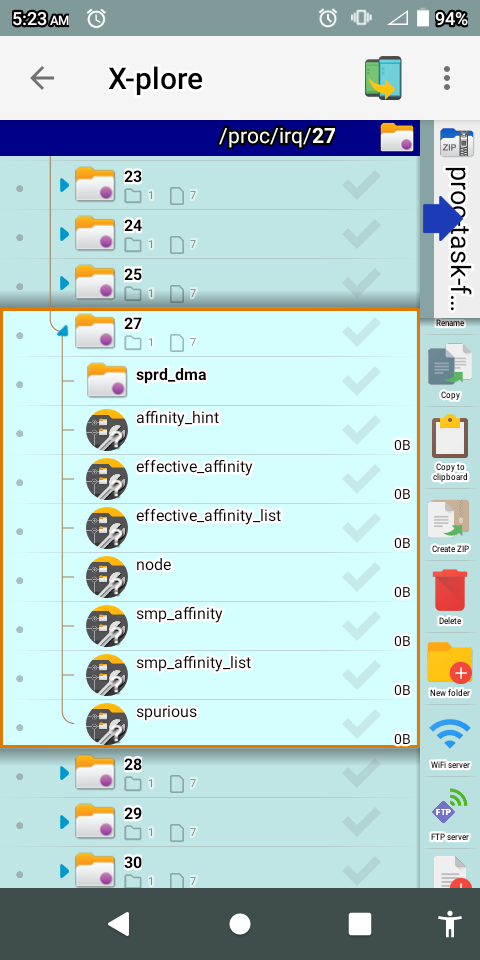 5:23 AM
94%
X-plore
/proc/irq/27
ZIP
proc-task-f...
23
1 7
24
1 7
25
1 7
Rename
27
1 7
sprd_dma
Copy
affinity_hint
0B
effective_affinity
0B
Copy to
clipboard
effective_affinity_list
0B
Create ZIP
node
0B
Delete
smp_affinity
0B
smp_affinity_list
0B
New folder
spurious
0B
WiFi server
28
1 7
FTP
29
1 7
FTP server
30
1 7